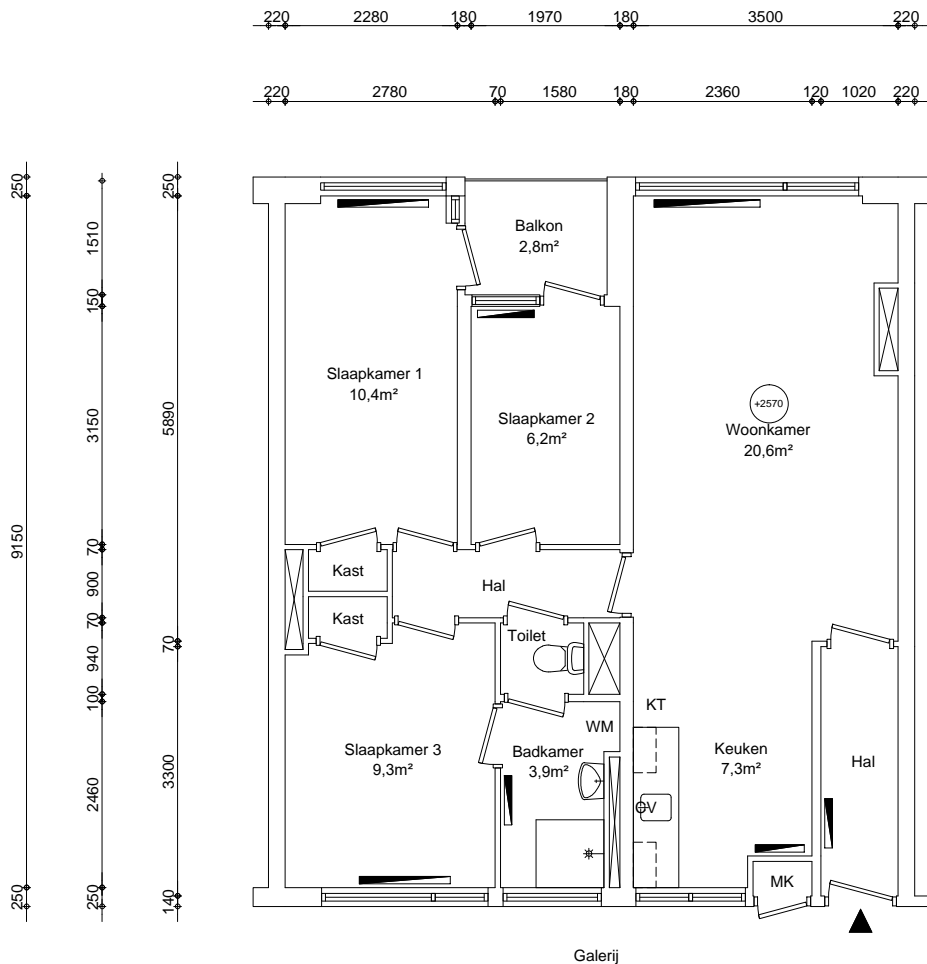 220 2280 180 1970 180 3500 220
220 2780 70 1580 180 2360 120 1020 220
250
250
1510
150
3150
5890
9150
70
900
70
70
940
100
3300
2460
250
250
140
Balkon
2,8m²
Slaapkamer 1
10,4m²
Slaapkamer 2
6,2m²
+2570
Woonkamer
20,6m²
Kast
Hal
Kast
Toilet
KT
WM
Slaapkamer 3
9,3m²
Badkamer
3,9m²
Keuken
7,3m²
Hal
OV
MK
Galerij